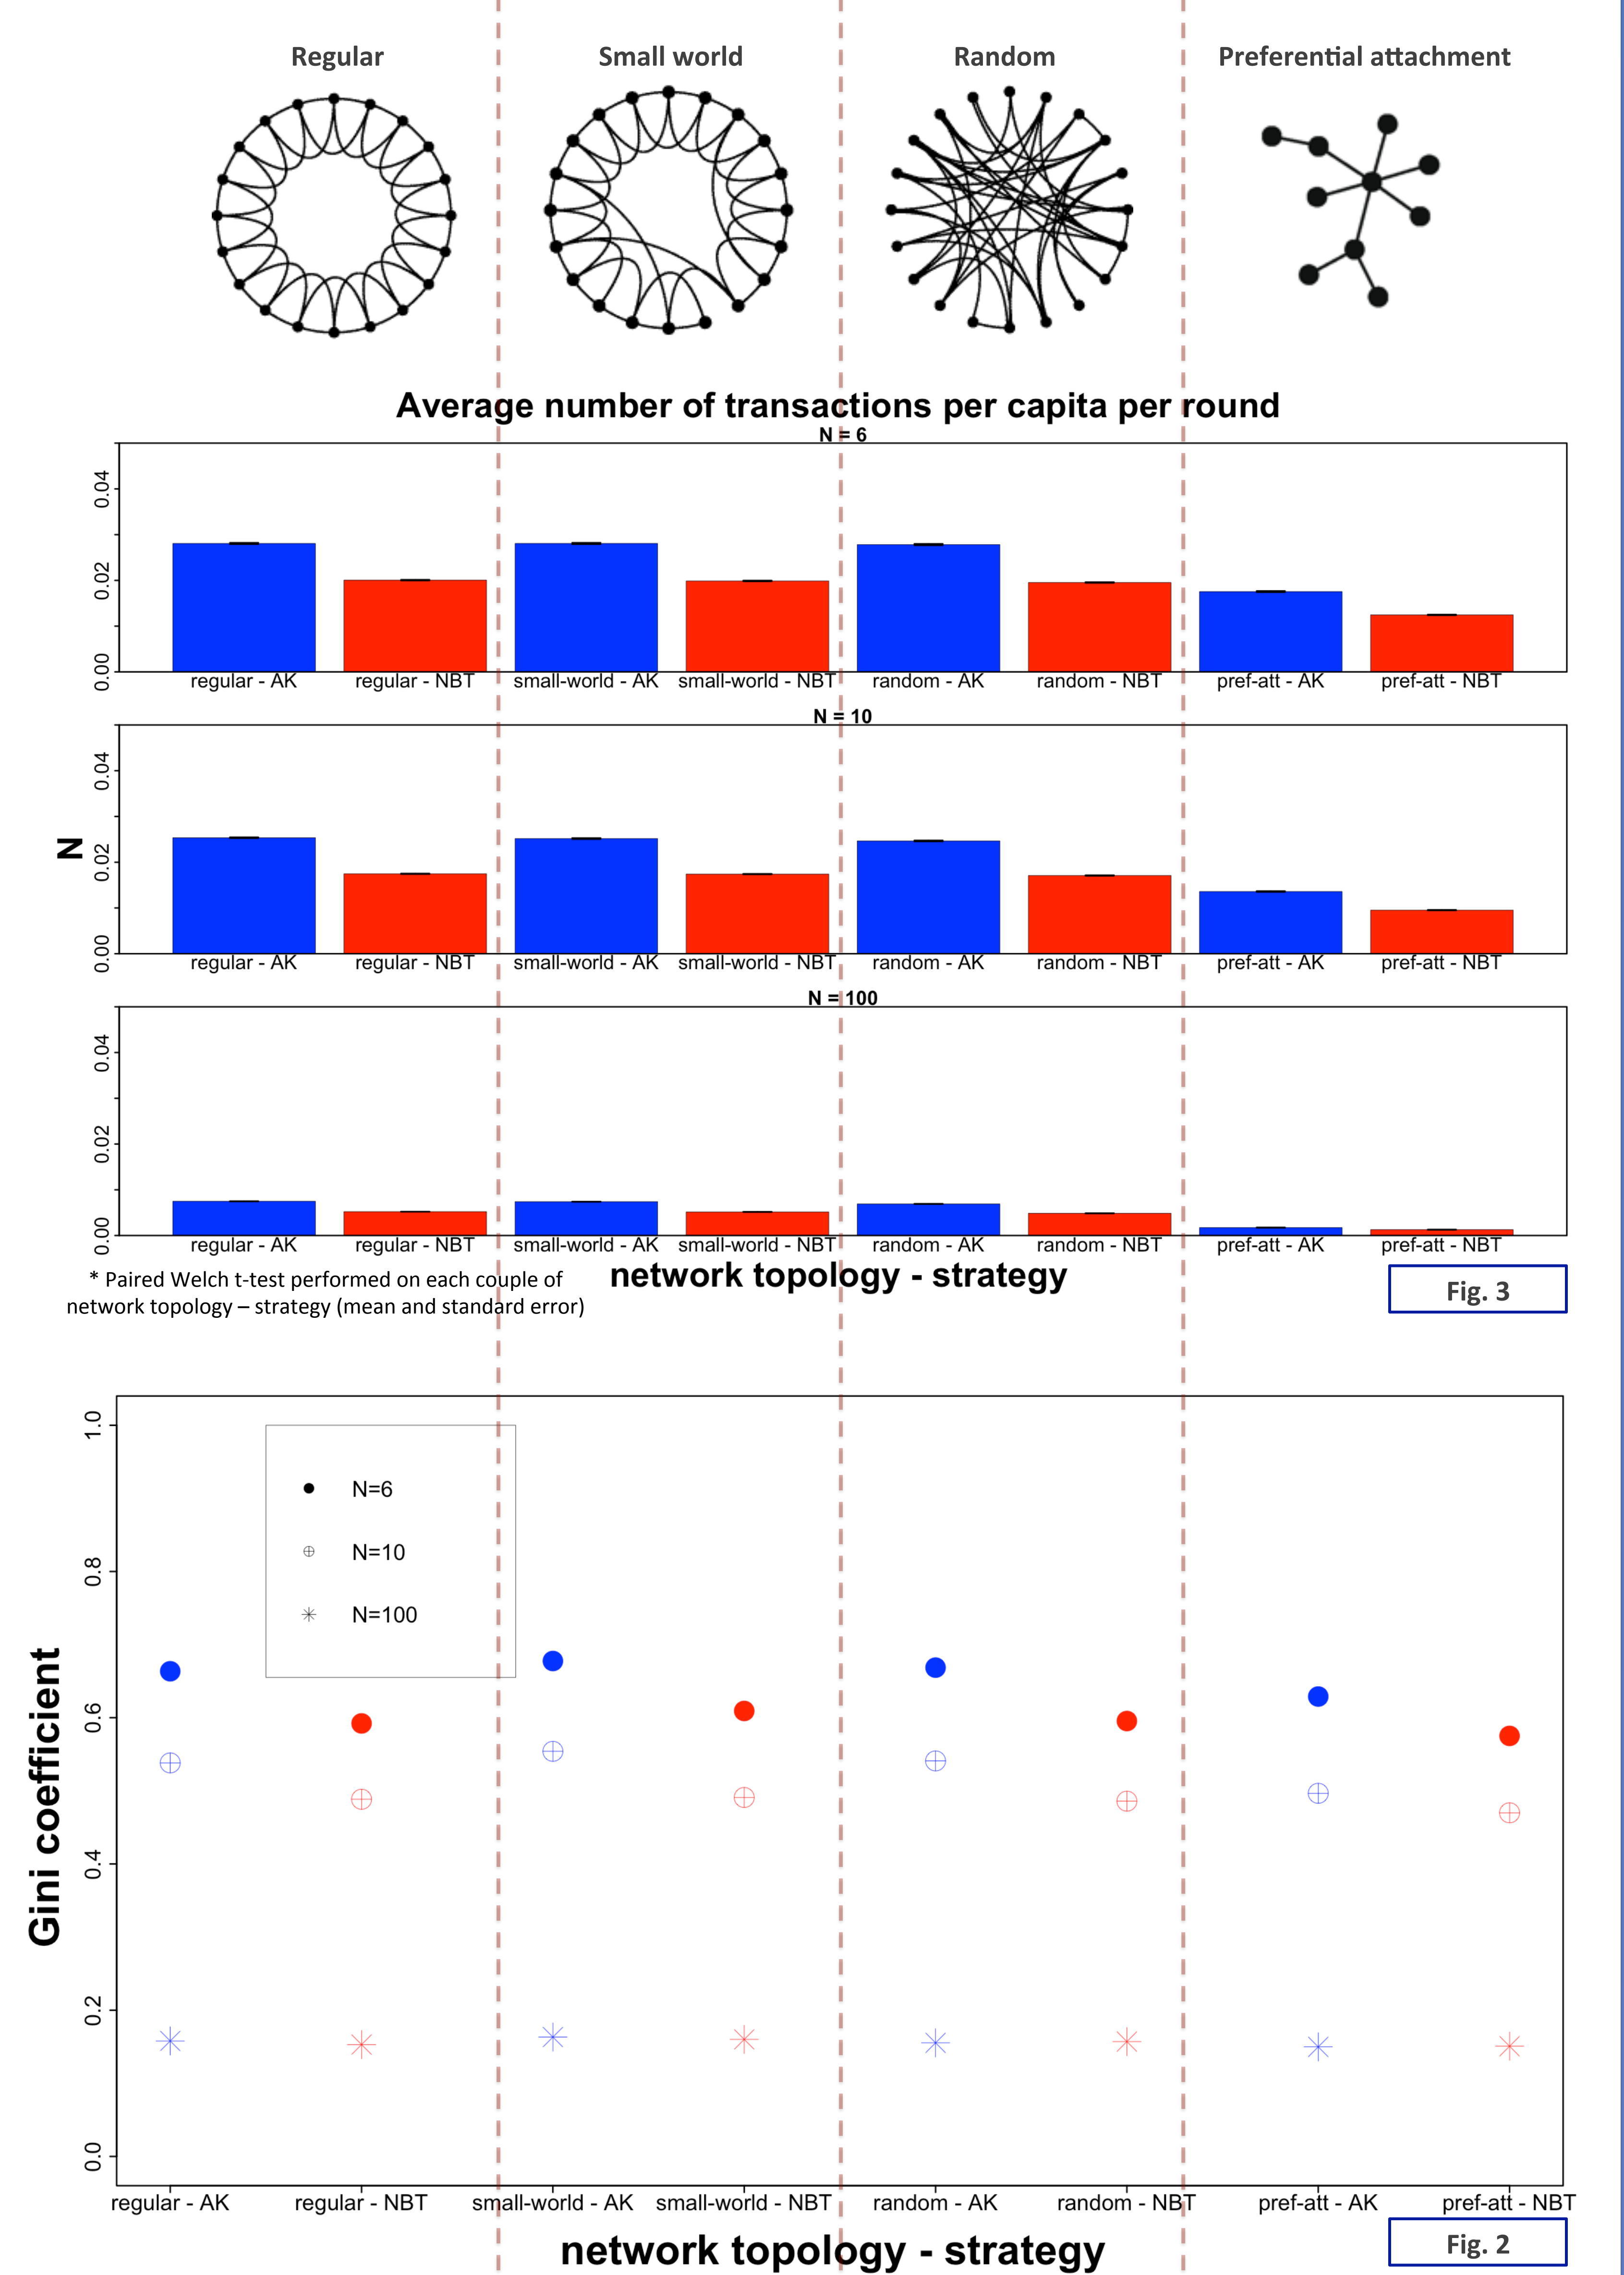 Regular
Small world
Random
Preferential attachment
Average number of transactions per capita per round
N = 6
0.04
0.02
0.00
regular - AK
regular - NBT
small-world - AK
small-world - NBT
random - AK
random - NBT
pref-att - AK
pref-att - NBT
N = 10
N
0.04
0.02
0.00
regular - AK
regular - NBT
small-world - AK
small-world - NBT
random - AK
random - NBT
pref-att - AK
pref-att - NBT
N = 100
0.04
0.02
0.00
regular - AK
regular - NBT
small-world - AK
small-world - NBT
random - AK
random - NBT
pref-att - AK
pref-att - NBT
* Paired Welch t-test performed on each couple of
network topology – strategy (mean and standard error)
network topology - strategy
Fig. 3
Gini coefficient
1.0
0.8
0.6
0.4
0.2
0.0
N=6
N=10
N=100
regular - AK
regular - NBT
small-world - AK
small-world - NBT
random - AK
random - NBT
pref-att - AK
pref-att - NBT
network topology - strategy
Fig. 2